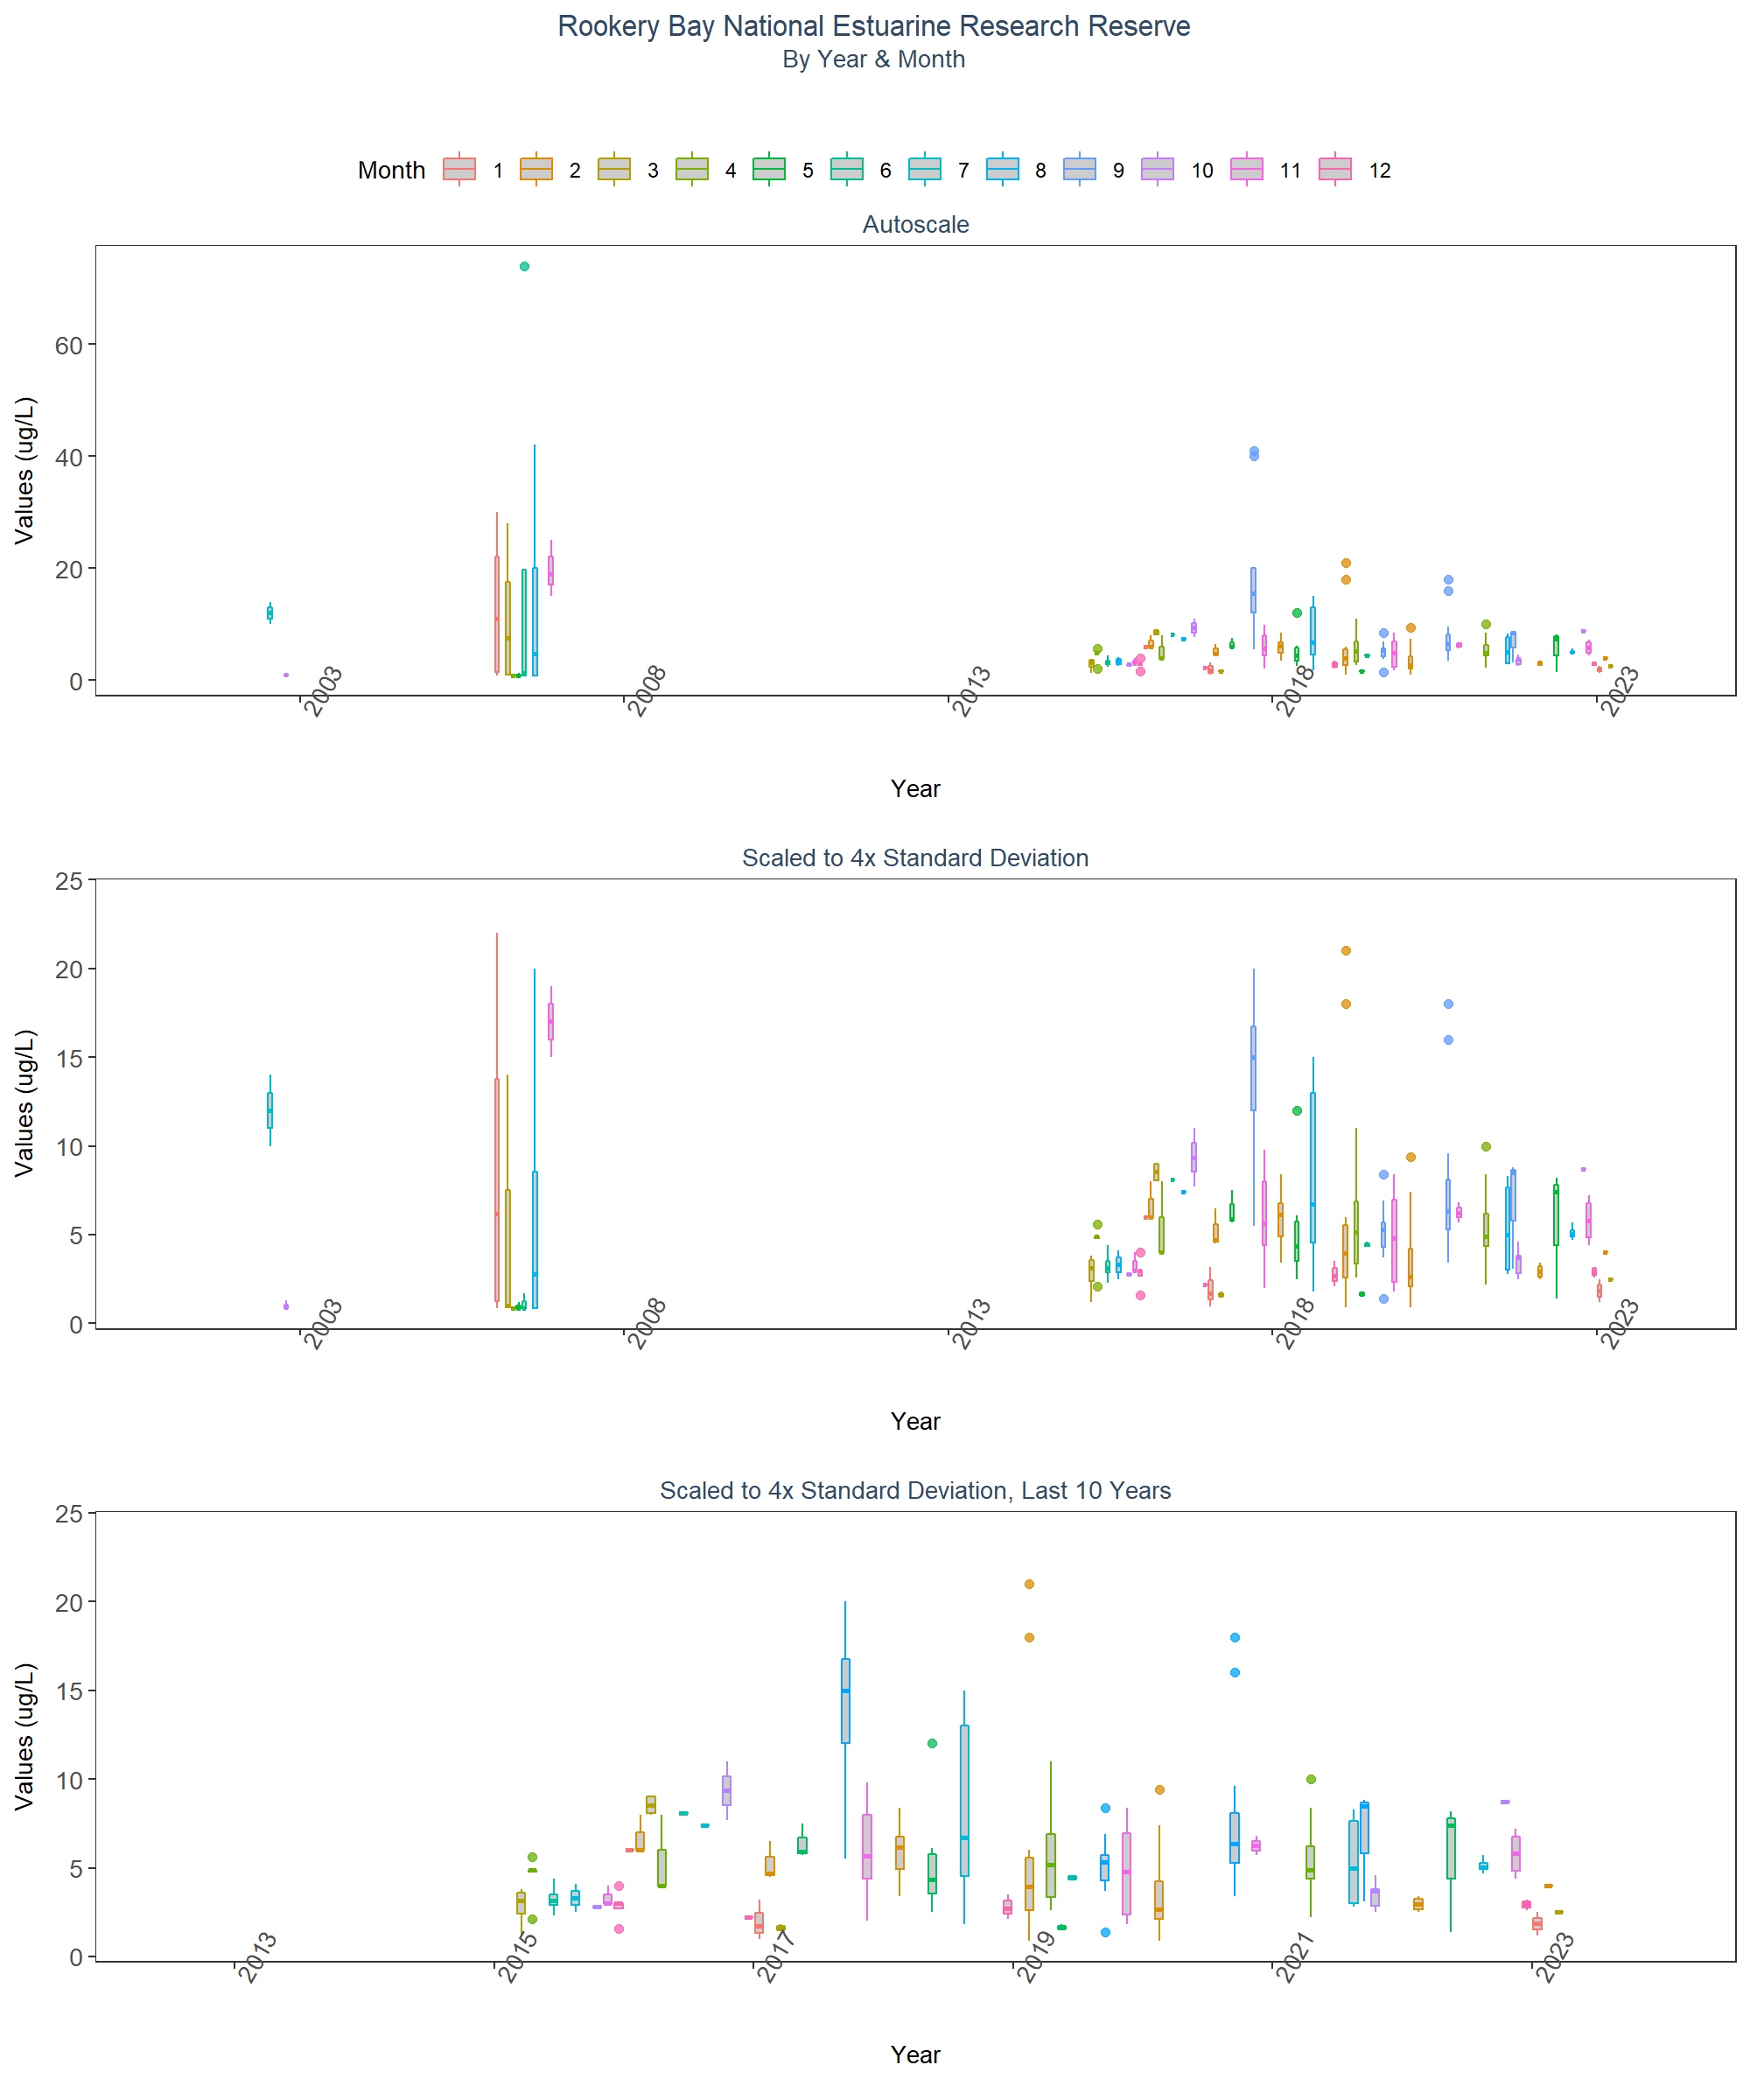 Rookery Bay National Estuarine Research Reserve
By Year & Month
Month 1 2 3 4 5 6 7 8 9 10 11 12
Autoscale
Values (ug/L)
60
40
20
0
2003 2008 2013 2018 2023
Year
Scaled to 4x Standard Deviation
Values (ug/L)
25
20
15
10
5
0
2003 2008 2013 2018 2023
Year
Scaled to 4x Standard Deviation, Last 10 Years
Values (ug/L)
25
20
15
10
5
0
2013 2015 2017 2019 2021 2023
Year